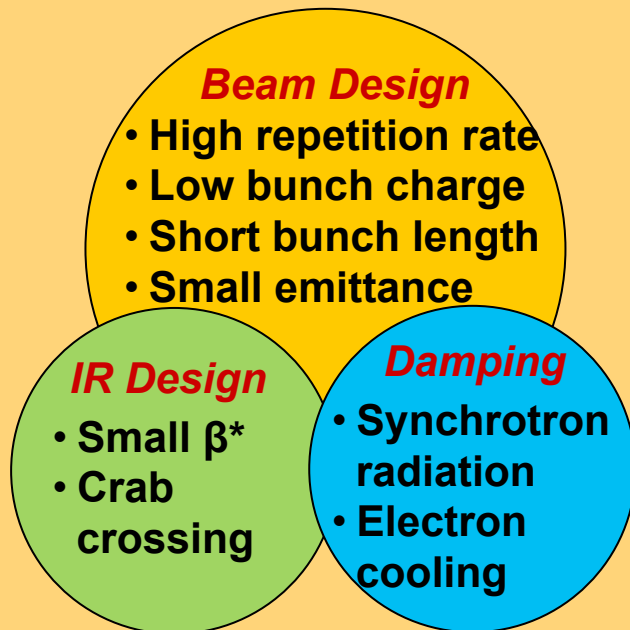 Beam Design
• High repetition rate
• Low bunch charge
• Short bunch length
• Small emittance
IR Design
• Small β*
• Crab
crossing
Damping
• Synchrotron
radiation
• Electron
cooling